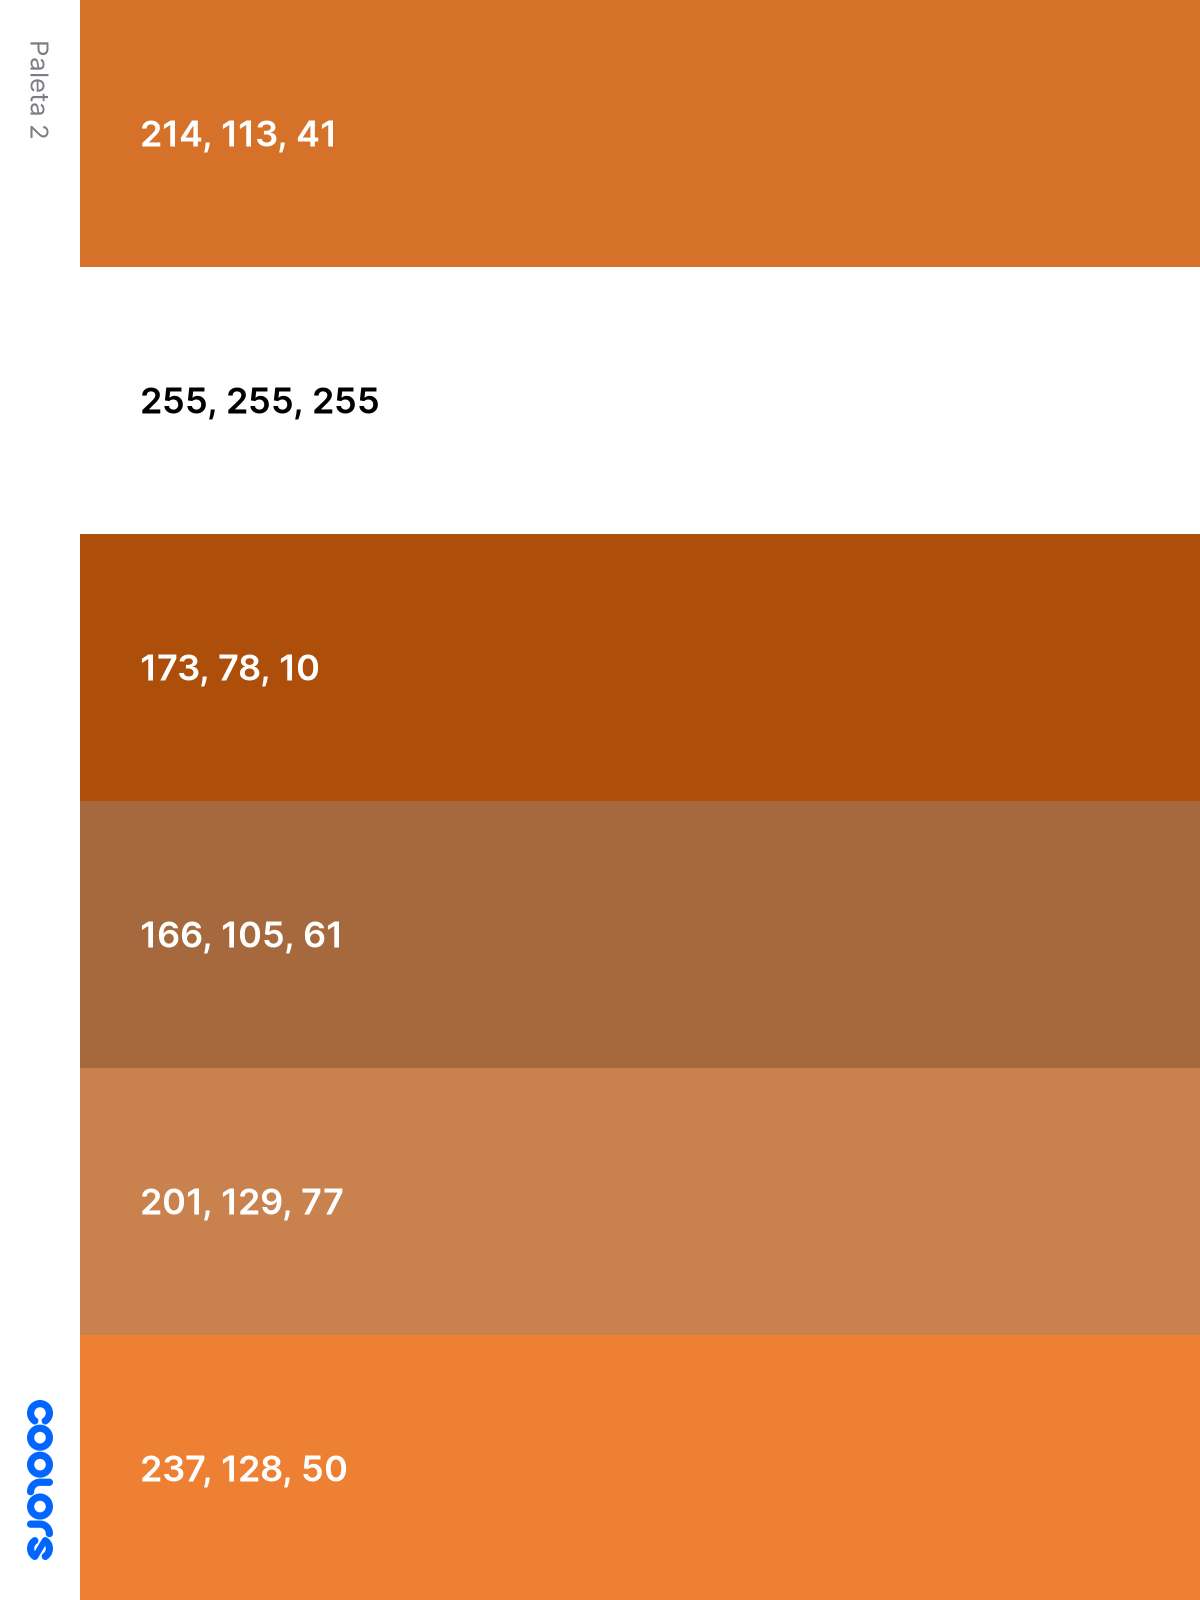 Paleta 2
214, 113, 41
255, 255, 255
173, 78, 10
166, 105, 61
201, 129, 77
237, 128, 50
coolors